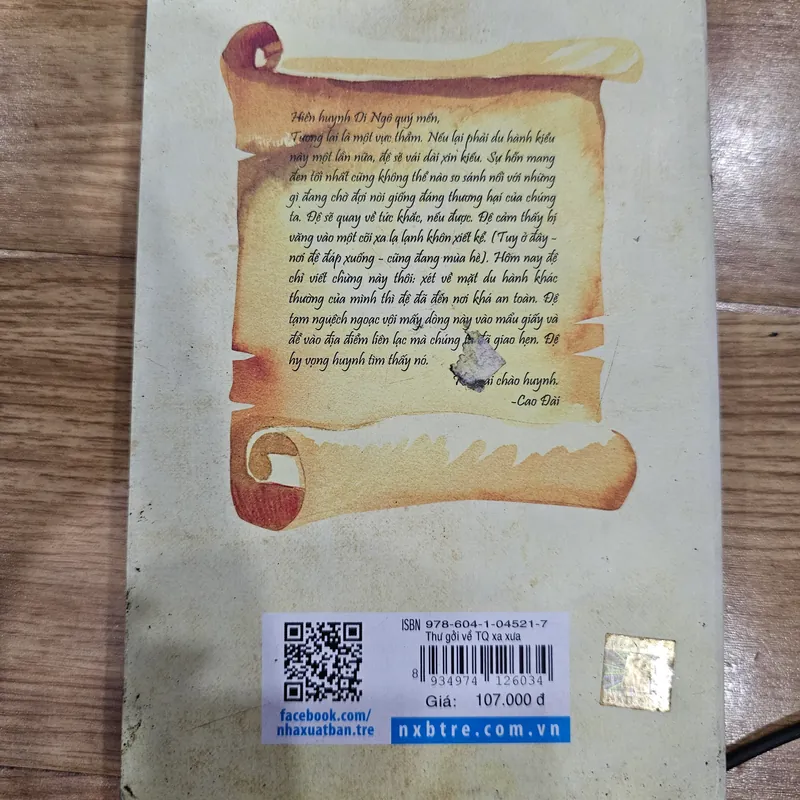 Hiền huynh Di Ngô quý mến,
Tương lai là một vực thẳm. Nếu lại phải du hành kiểu
này một lần nữa, đệ sẽ vái dài xin kiếu. Sự hồn mang
đen tối nhất cũng không thể nào so sánh nổi với những
gì đang chờ đợi nòi giống đáng thương hại của chúng
ta. Đệ sẽ quay về tức khắc, nếu được. Đệ cảm thấy bị
văng vào một cõi xa lạ lạnh khôn xiết kể. (Tuy ở đây -
nơi đệ đáp xuống - cũng đang mùa hè). Hôm nay đệ
chỉ viết chừng này thôi: xét về mặt du hành khác
thường của mình thì đệ đã đến nơi khá an toàn. Đệ
tạm nguệch ngoạc vội mấy dòng này vào mẩu giấy và
để vào địa điểm liên lạc mà chúng đã giao hẹn. Đệ
hy vọng huynh tìm thấy nó.
chào huynh.
-Cao Đài
ISBN 978-604-1-04521-7
Thư gởi về TQ xa xưa
8 934974 126034
Giá: 107.000 đ
facebook.com/
nhaxuatban.tre
nxbtre.com.vn